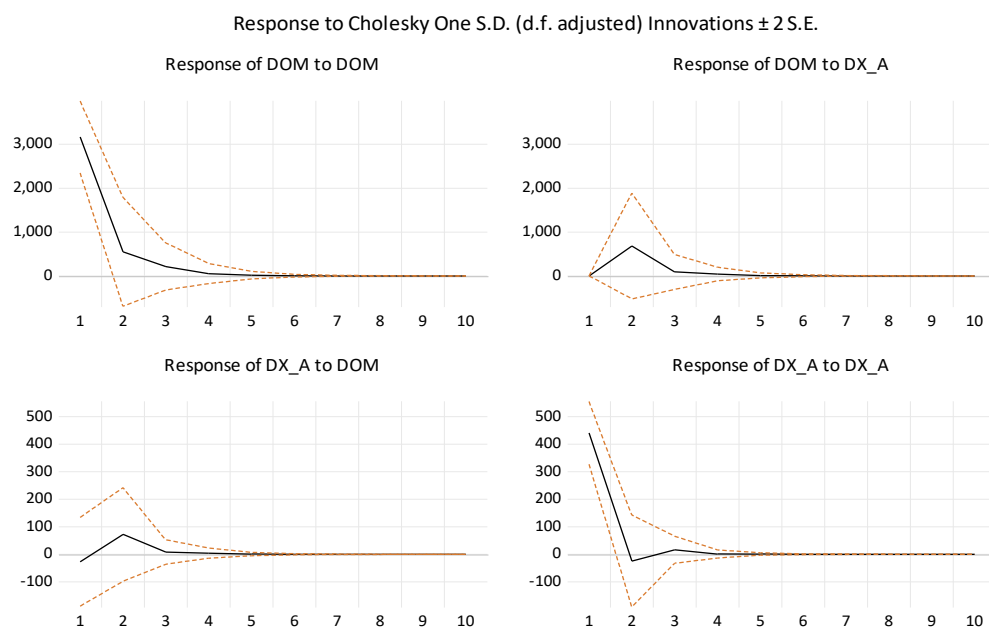 Response to Cholesky One S.D. (d.f. adjusted) Innovations ± 2 S.E.
Response of DOM to DOM
3,000
2,000
1,000
0
1 2 3 4 5 6 7 8 9 10
Response of DOM to DX_A
3,000
2,000
1,000
0
1 2 3 4 5 6 7 8 9 10
Response of DX_A to DOM
500
400
300
200
100
0
-100
1 2 3 4 5 6 7 8 9 10
Response of DX_A to DX_A
500
400
300
200
100
0
-100
1 2 3 4 5 6 7 8 9 10